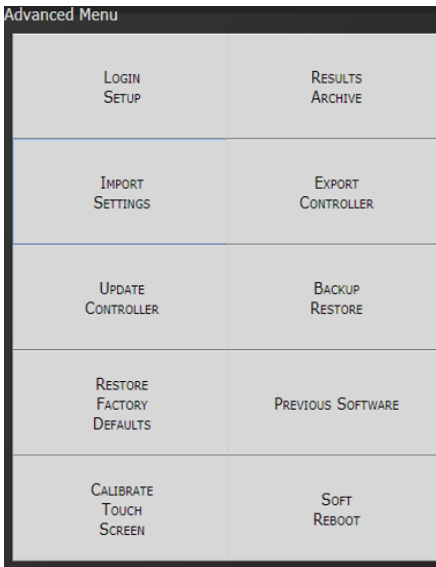 Advanced Menu
Login
Setup
Results
Archive
Import
Settings
Export
Controller
Update
Controller
Backup
Restore
Restore
Factory
Defaults
Previous Software
Calibrate
Touch
Screen
Soft
Reboot